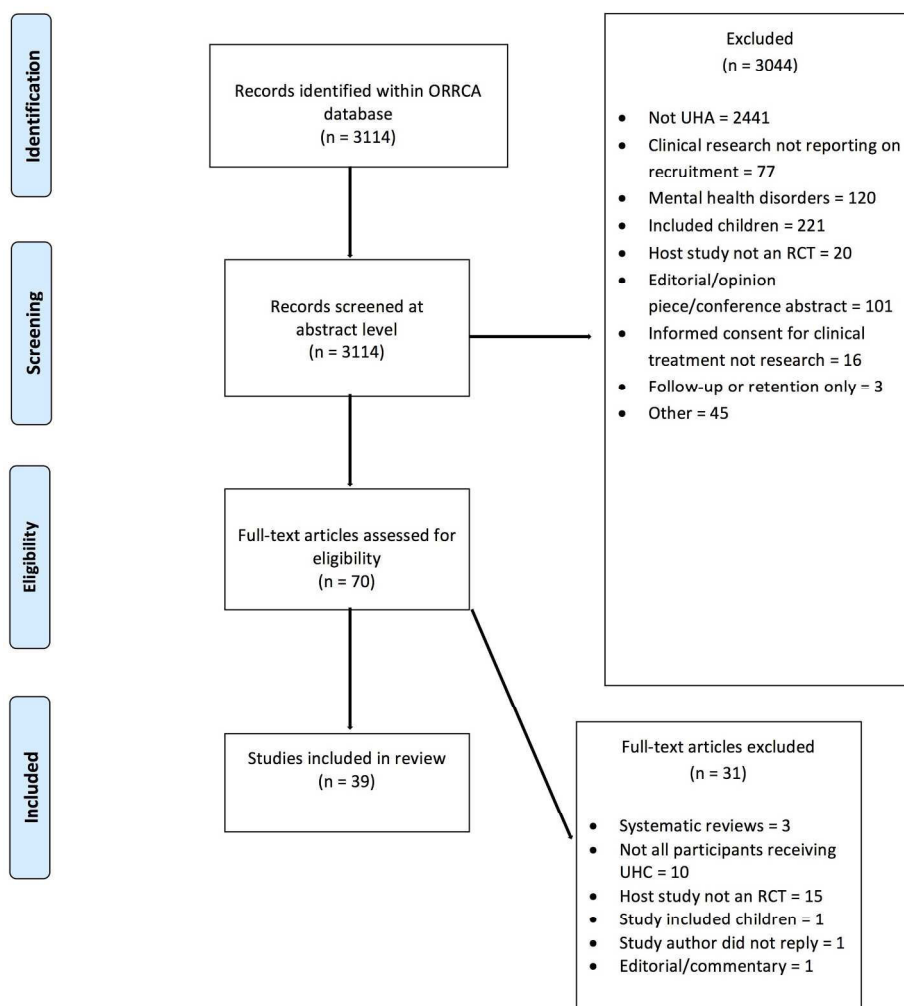 Identification
Records identified within ORRCA
database
(n = 3114)
Excluded
(n = 3044)
• Not UHA = 2441
• Clinical research not reporting on
recruitment = 77
• Mental health disorders = 120
• Included children = 221
• Host study not an RCT = 20
• Editorial/opinion
piece/conference abstract = 101
• Informed consent for clinical
treatment not research = 16
• Follow-up or retention only = 3
• Other = 45
Screening
Records screened at
abstract level
(n = 3114)
Eligibility
Full-text articles assessed for
eligibility
(n = 70)
Included
Studies included in review
(n = 39)
Full-text articles excluded
(n = 31)
• Systematic reviews = 3
• Not all participants receiving
UHC = 10
• Host study not an RCT = 15
• Study included children = 1
• Study author did not reply = 1
• Editorial/commentary = 1